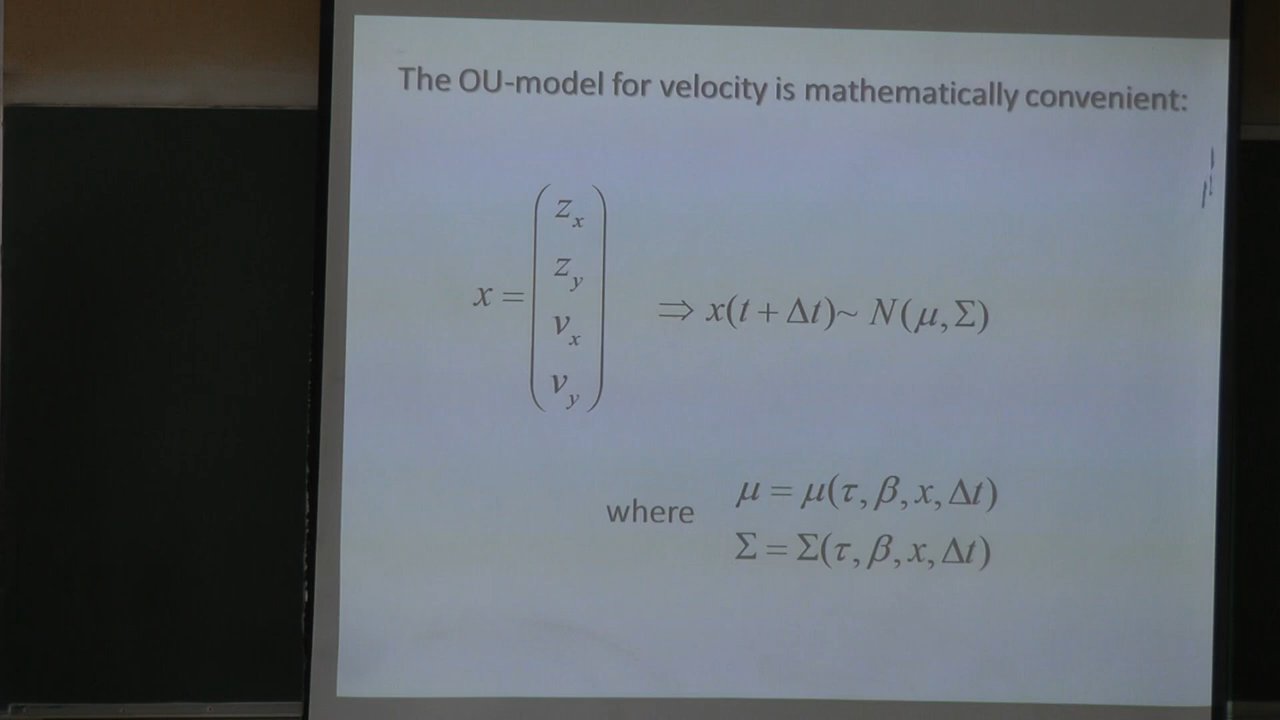 The OU-model for velocity is mathematically convenient:
x = ( z_x
z_y
v_x
v_y ) ⇒ x(t + Δt)~ N(μ, Σ)
where μ = μ(τ, β, x, Δt)
Σ = Σ(τ, β, x, Δt)